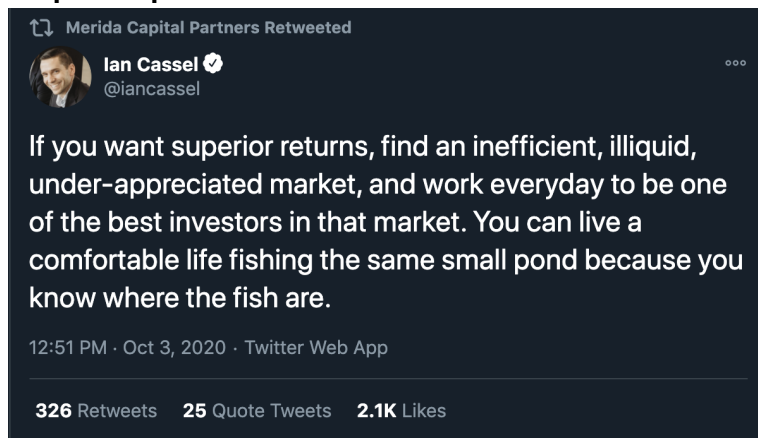 Merida Capital Partners Retweeted
Ian Cassel
@iancassel
If you want superior returns, find an inefficient, illiquid,
under-appreciated market, and work everyday to be one
of the best investors in that market. You can live a
comfortable life fishing the same small pond because you
know where the fish are.
12:51 PM · Oct 3, 2020 · Twitter Web App
326 Retweets 25 Quote Tweets 2.1K Likes